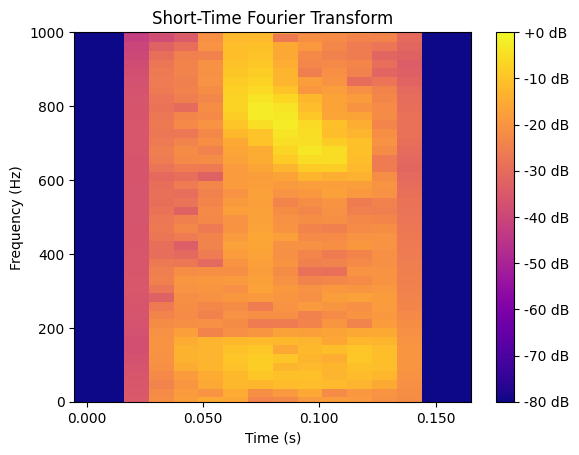 Short-Time Fourier Transform
1000
800
600
400
200
0
Frequency (Hz)
0.000
0.050
0.100
0.150
Time (s)
+0 dB
-10 dB
-20 dB
-30 dB
-40 dB
-50 dB
-60 dB
-70 dB
-80 dB